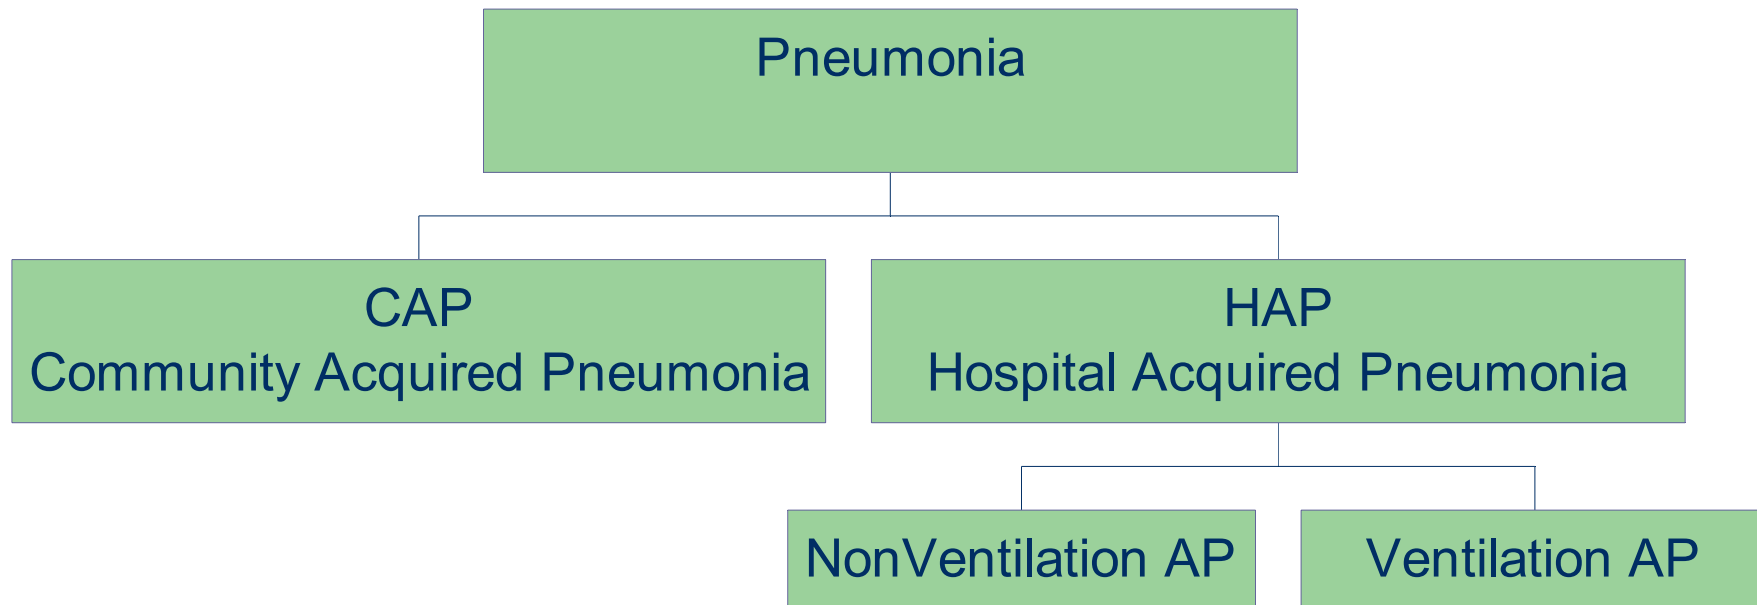 Pneumonia
CAP
Community Acquired Pneumonia
HAP
Hospital Acquired Pneumonia
NonVentilation AP
Ventilation AP